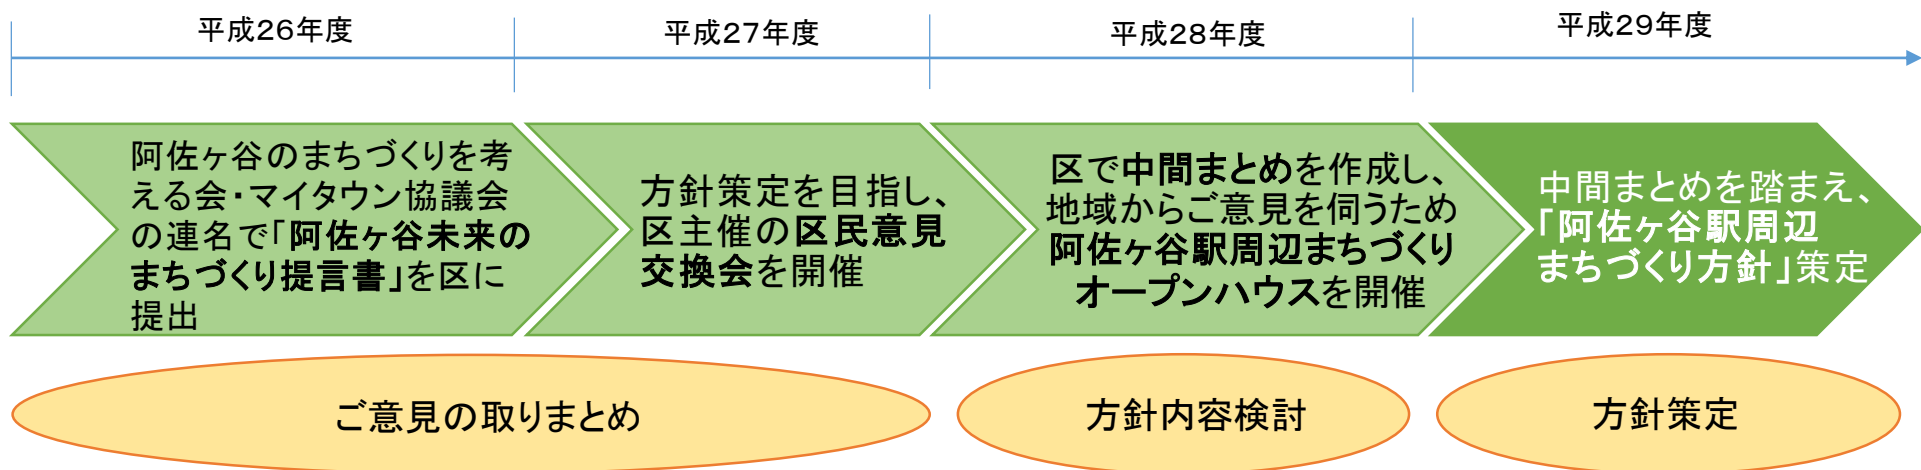 平成26年度
平成27年度
平成28年度
平成29年度
阿佐ヶ谷のまちづくりを考
える会・マイタウン協議会
の連名で「阿佐ヶ谷未来の
まちづくり提言書」を区に
提出
方針策定を目指し、
区主催の区民意見
交換会を開催
区で中間まとめを作成し、
地域からご意見を伺うため
阿佐ヶ谷駅周辺まちづくり
オープンハウスを開催
中間まとめを踏まえ、
「阿佐ヶ谷駅周辺
まちづくり方針」策定
ご意見の取りまとめ
方針内容検討
方針策定